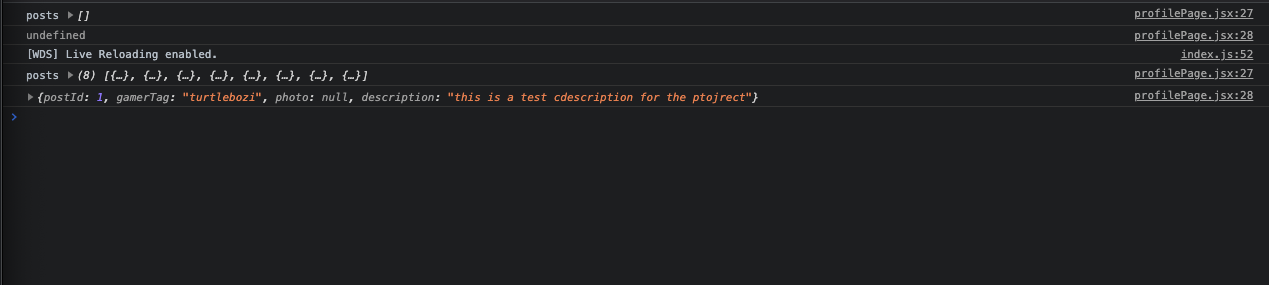 posts ▶[] profilePage.jsx:27
undefined profilePage.jsx:28
[WDS] Live Reloading enabled. index.js:52
posts ▶(8) [{…}, {…}, {…}, {…}, {…}, {…}, {…}, {…}] profilePage.jsx:27
▶{postId: 1, gamerTag: "turtlebozi", photo: null, description: "this is a test cdescription for the ptojrect"} profilePage.jsx:28